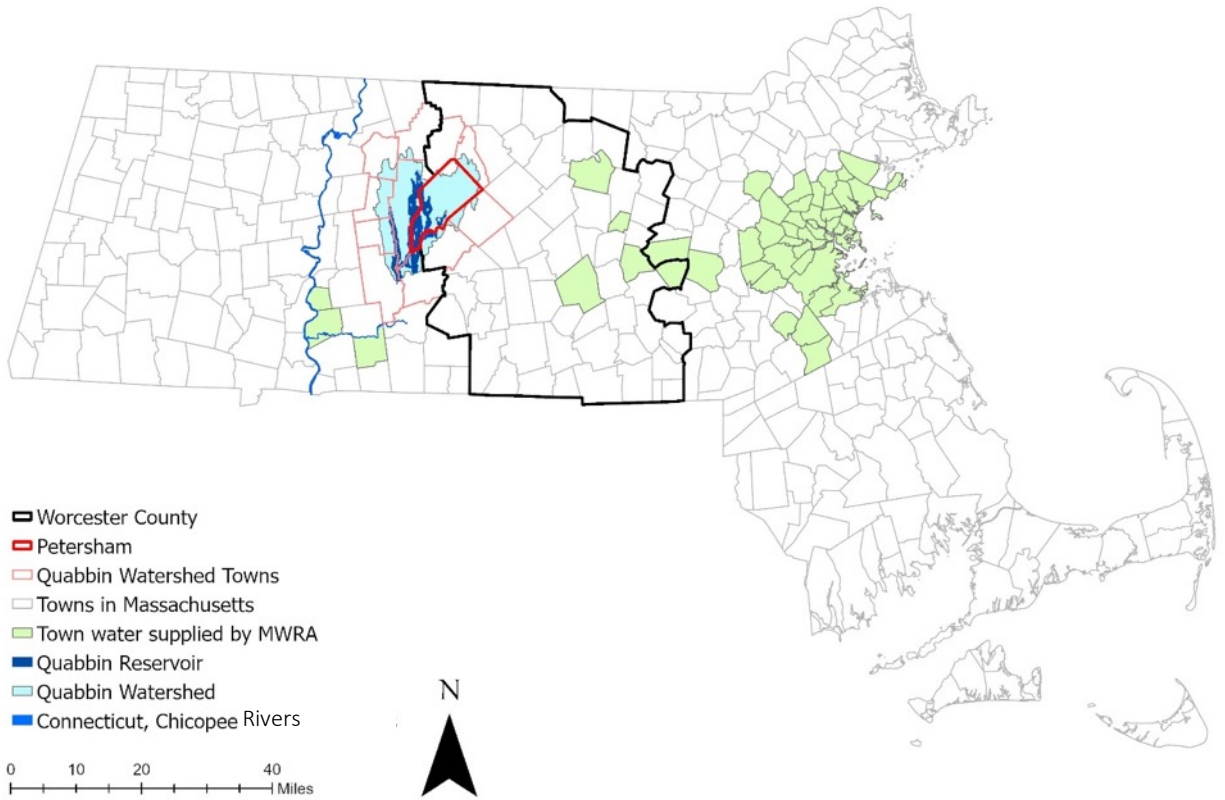 Worcester County
Petersham
Quabbin Watershed Towns
Towns in Massachusetts
Town water supplied by MWRA
Quabbin Reservoir
Quabbin Watershed
Connecticut, Chicopee Rivers
N
0 10 20 40
Miles